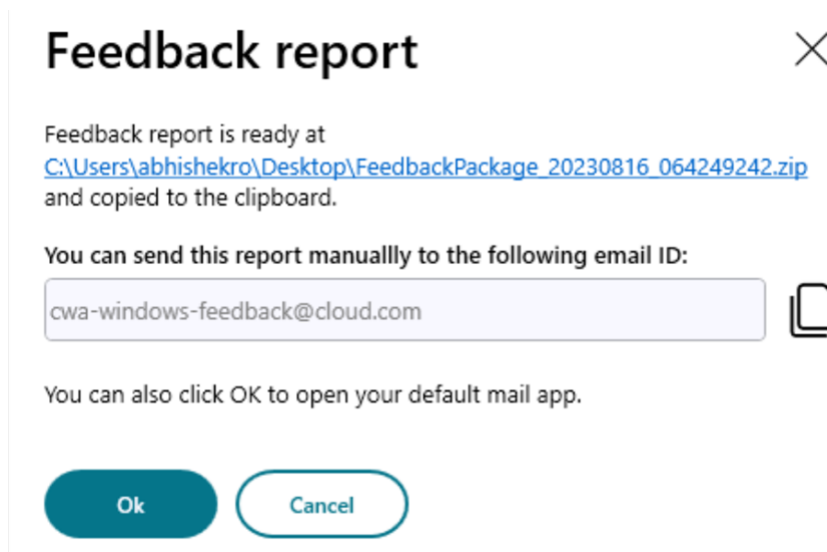 Feedback report
Feedback report is ready at
C:\Users\abhishekro\Desktop\FeedbackPackage_20230816_064249242.zip
and copied to the clipboard.
You can send this report manuallly to the following email ID:
cwa-windows-feedback@cloud.com
You can also click OK to open your default mail app.
Ok
Cancel